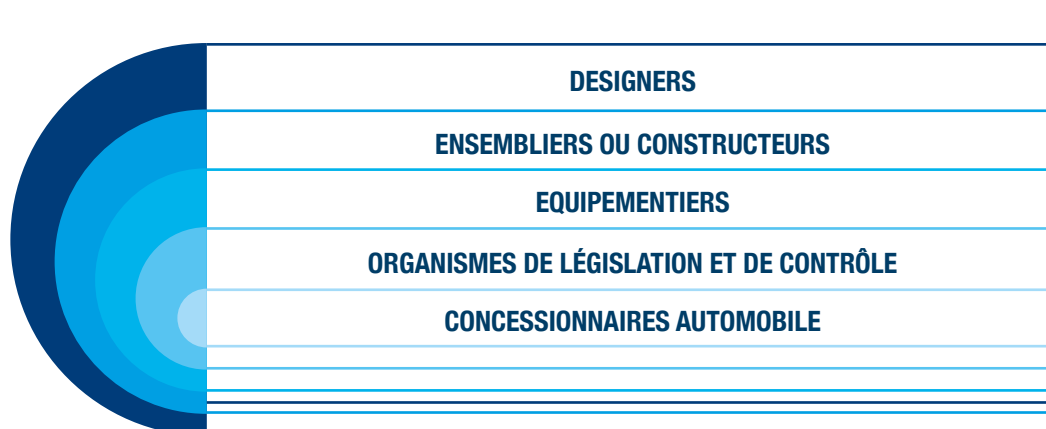 DESIGNERS
ENSEMBLIERS OU CONSTRUCTEURS
EQUIPEMENTIERS
ORGANISMES DE LÉGISLATION ET DE CONTRÔLE
CONCESSIONNAIRES AUTOMOBILE